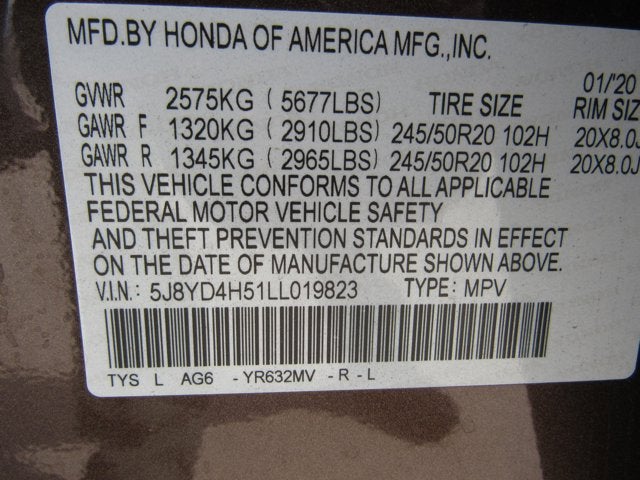 MFD.BY HONDA OF AMERICA MFG.,INC.
01/'20
GVWR 2575KG ( 5677LBS) TIRE SIZE RIM SIZ
GAWR F 1320KG ( 2910LBS) 245/50R20 102H 20X8.0J
GAWR R 1345KG ( 2965LBS) 245/50R20 102H 20X8.0J
THIS VEHICLE CONFORMS TO ALL APPLICABLE
FEDERAL MOTOR VEHICLE SAFETY
AND THEFT PREVENTION STANDARDS IN EFFECT
ON THE DATE OF MANUFACTURE SHOWN ABOVE.
V.I.N.: 5J8YD4H51LL019823 TYPE: MPV
TYS L AG6 -YR632MV -R-L